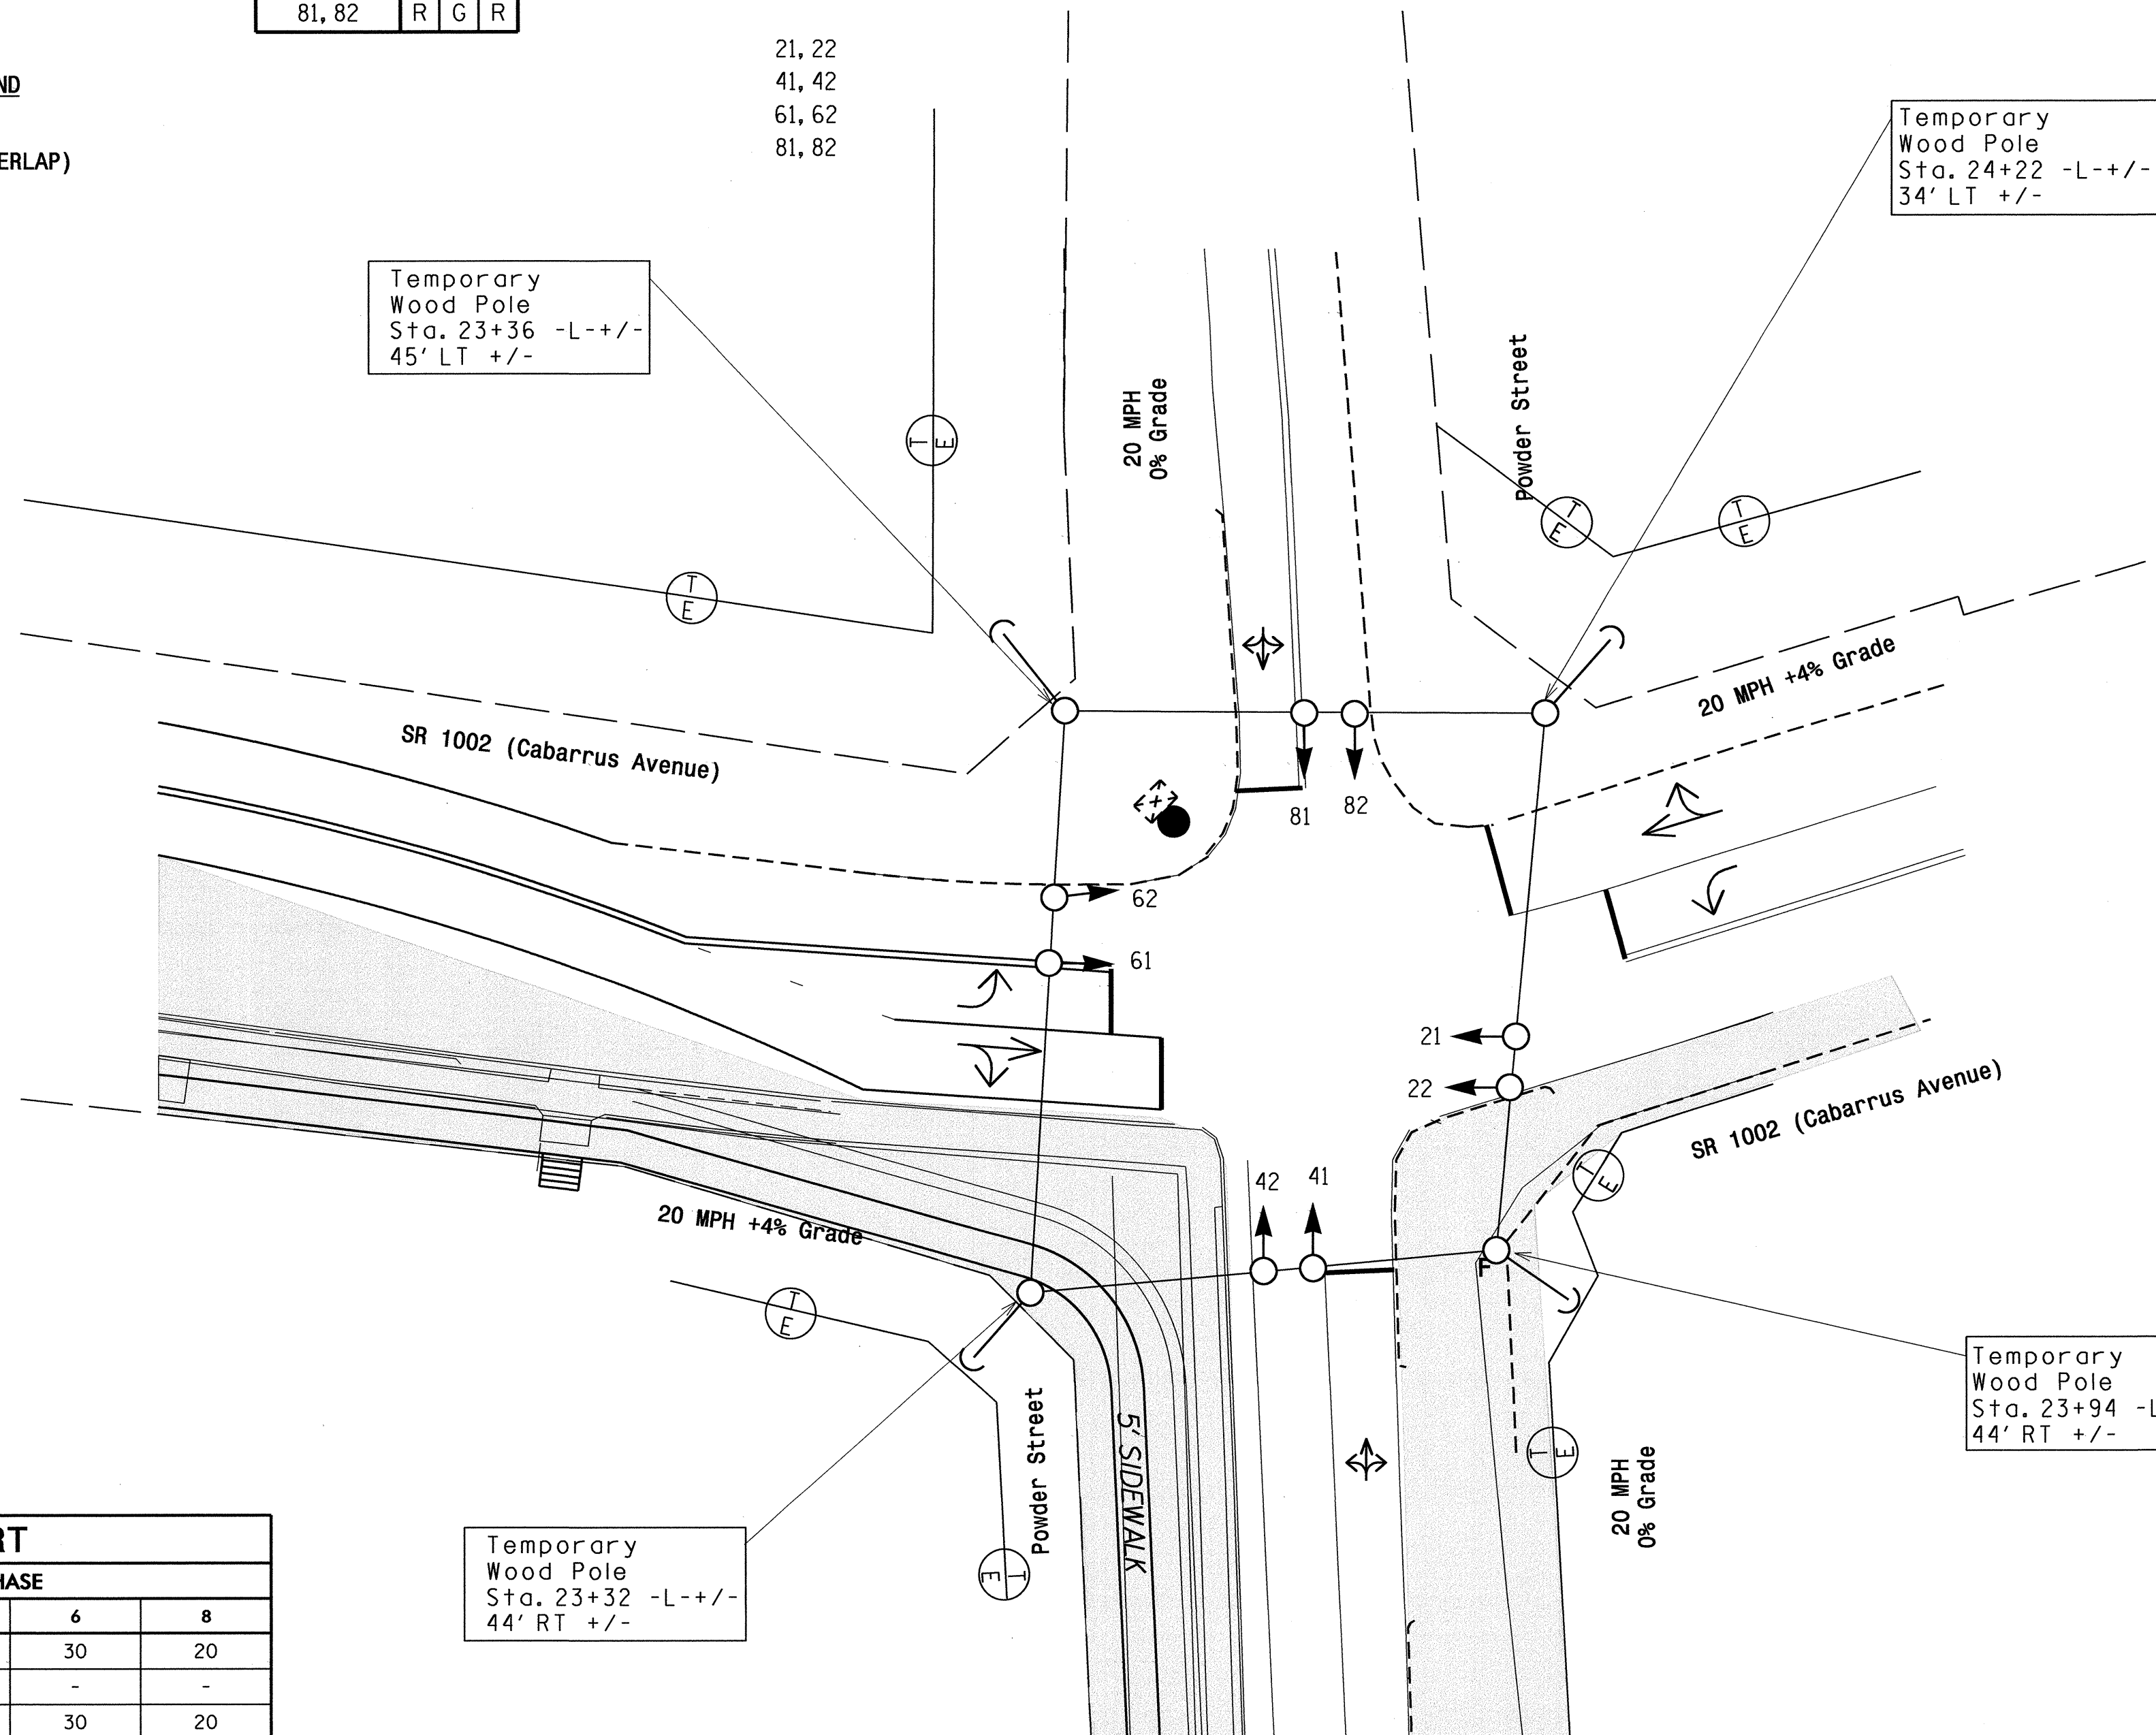 81, 82 R G R
ND
ERLAP)
21, 22
41, 42
61, 62
81, 82
Temporary
Wood Pole
Sta. 24+22 -L-+/-
34' LT +/-
Temporary
Wood Pole
Sta. 23+36 -L-+/-
45' LT +/-
20 MPH
0% Grade
Powder Street
T
E
T
E
T
E
T
E
20 MPH +4% Grade
SR 1002 (Cabarrus Avenue)
81
82
62
61
21
22
SR 1002 (Cabarrus Avenue)
42
41
T
E
20 MPH +4% Grade
T
E
F
Temporary
Wood Pole
Sta. 23+94 -L
44' RT +/-
Powder Street
5' SIDEWALK
T
E
20 MPH
0% Grade
Temporary
Wood Pole
Sta. 23+32 -L-+/-
44' RT +/-
T
E
RT
HASE
6 8
30 20
- -
30 20